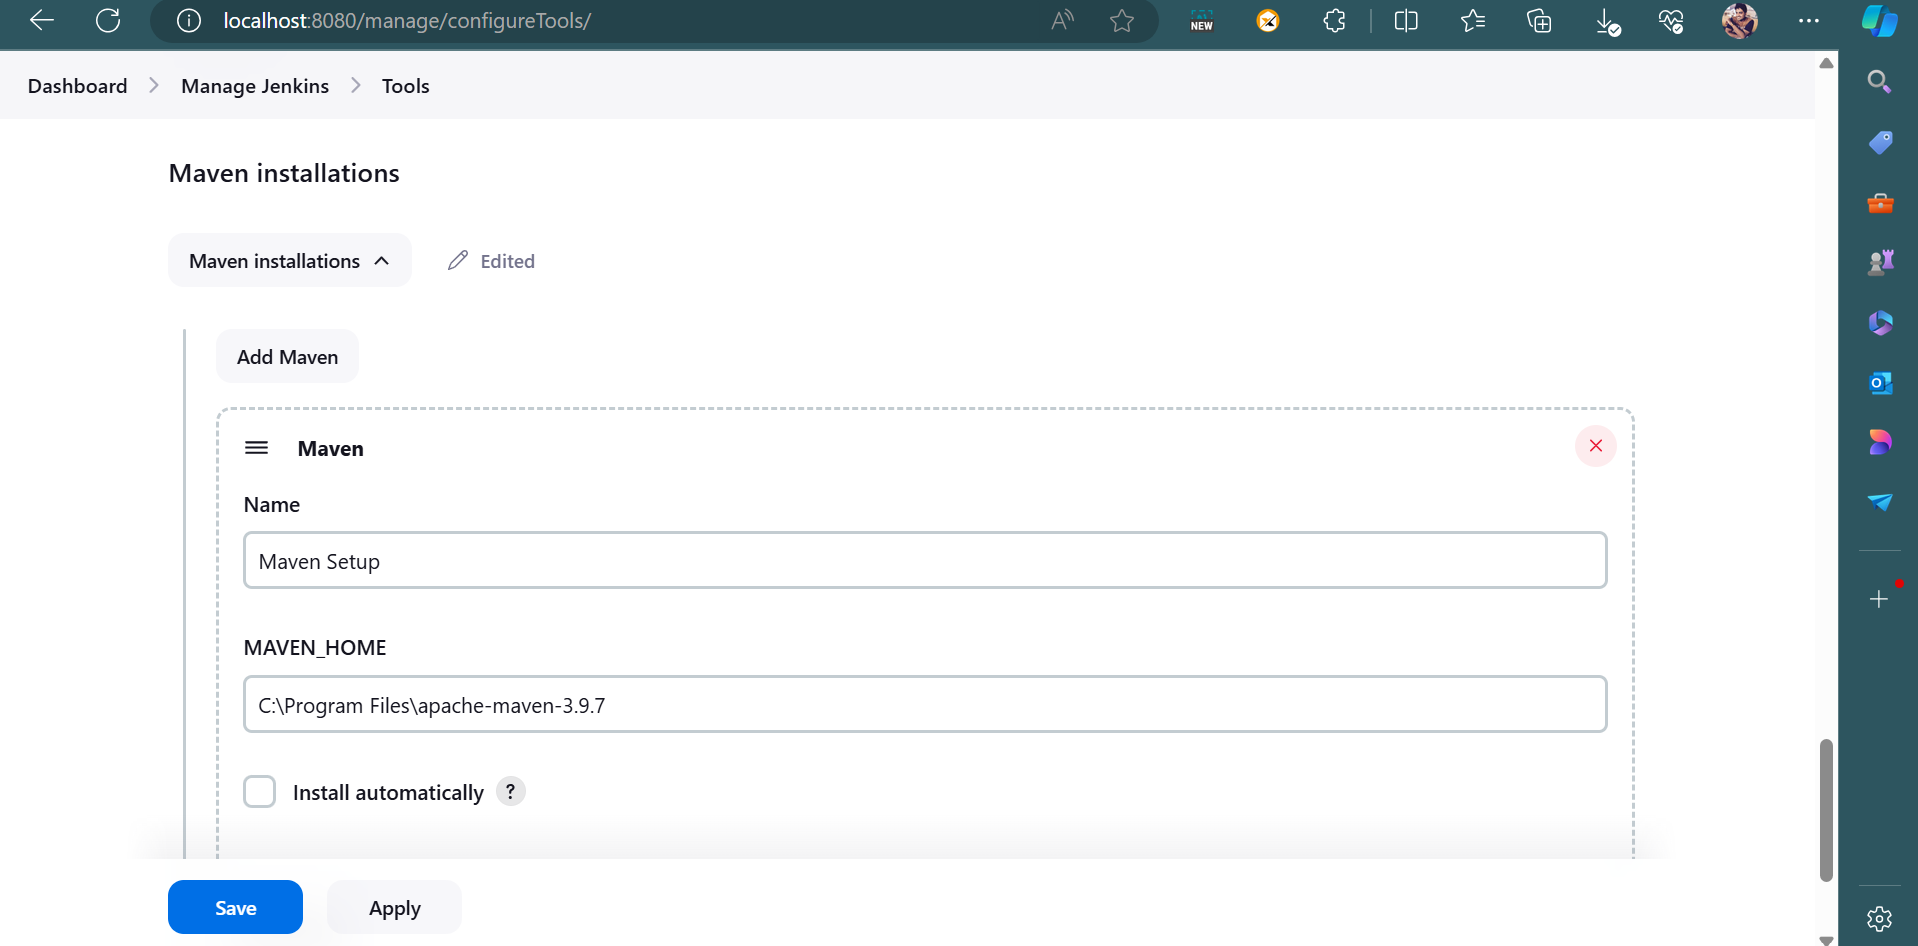 localhost:8080/manage/configureTools/
NEW
Dashboard
Manage Jenkins
Tools
Maven installations
Maven installations
Edited
Add Maven
Maven
Name
Maven Setup
MAVEN_HOME
C:\Program Files\apache-maven-3.9.7
Install automatically ?
Save
Apply